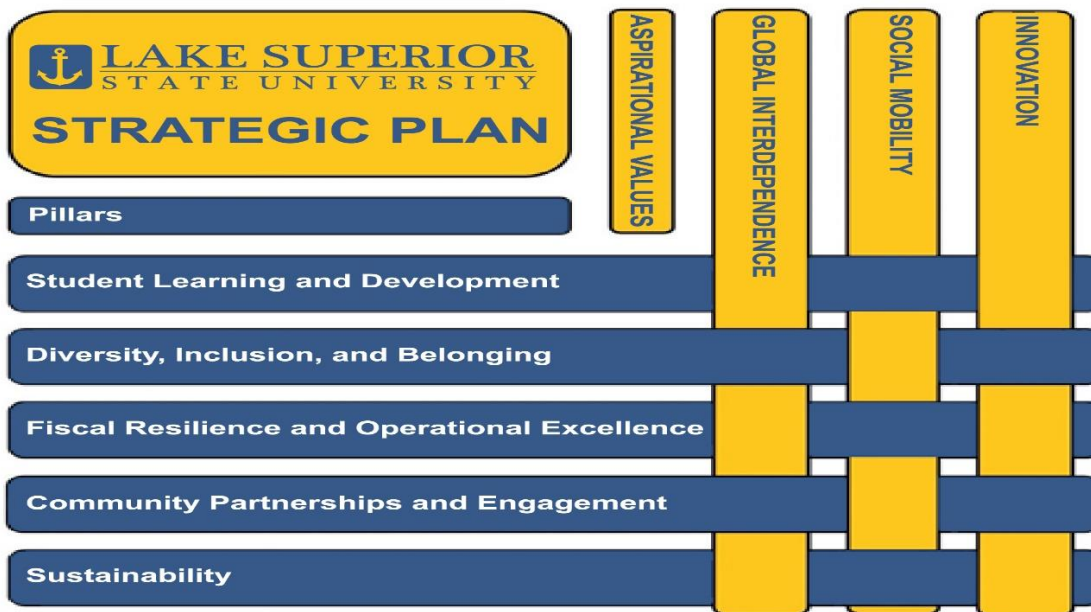 LAKE SUPERIOR
STATE UNIVERSITY
STRATEGIC PLAN
ASPIRATIONAL VALUES
GLOBAL INTERDEPENDENCE
SOCIAL MOBILITY
INNOVATION
Pillars
Student Learning and Development
Diversity, Inclusion, and Belonging
Fiscal Resilience and Operational Excellence
Community Partnerships and Engagement
Sustainability